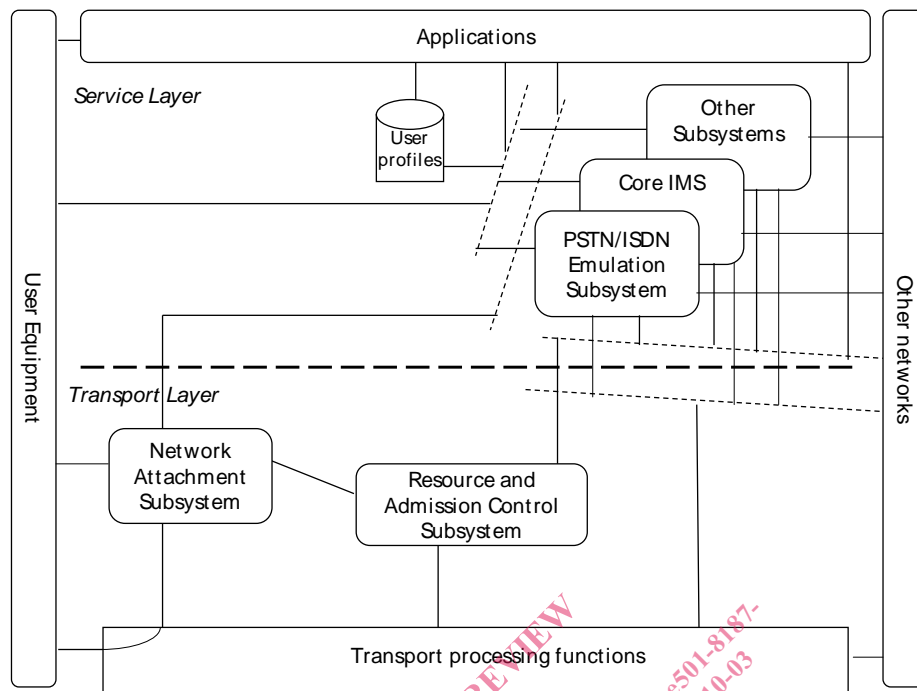 Applications
Service Layer
User
profiles
Other
Subsystems
Core IMS
PSTN/ISDN
Emulation
Subsystem
User Equipment
Other networks
Transport Layer
Network
Attachment
Subsystem
Resource and
Admission Control
Subsystem
Transport processing functions